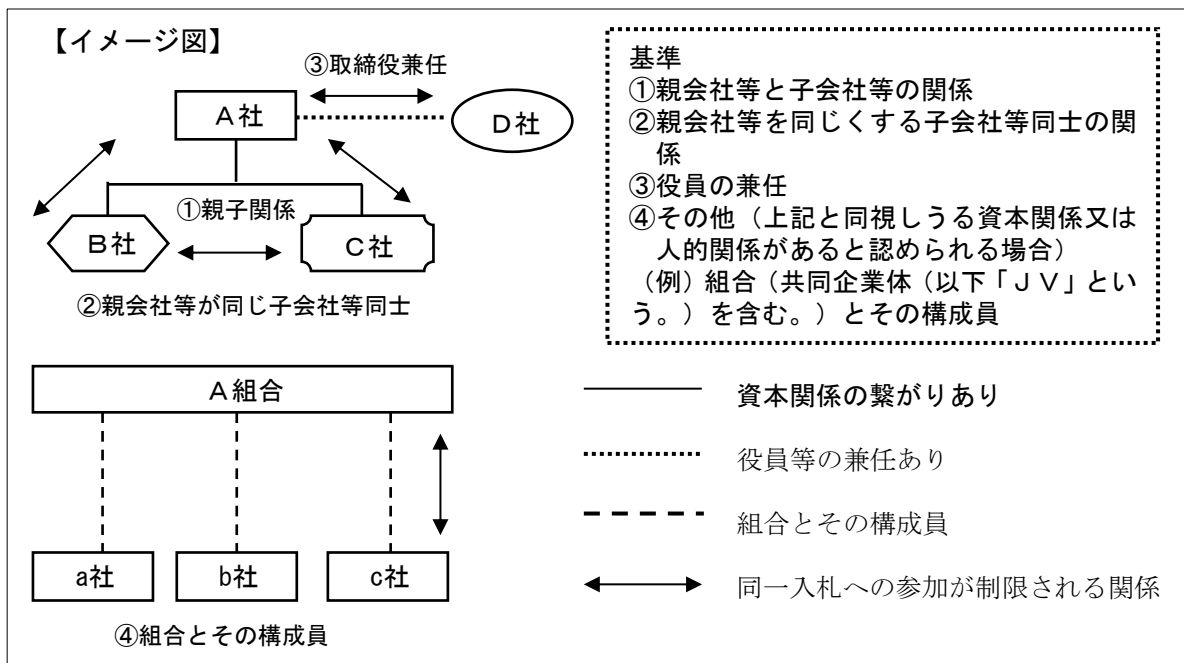 【イメージ図】
③取締役兼任
A社
D社
①親子関係
B社
C社
②親会社等が同じ子会社等同士
基準
①親会社等と子会社等の関係
②親会社等を同じくする子会社等同士の関
係
③役員の兼任
④その他（上記と同視しうる資本関係又は
人的関係があると認められる場合）
（例）組合（共同企業体（以下「ＪＶ」とい
う。）を含む。）とその構成員
A組合
a社
b社
c社
④組合とその構成員
資本関係の繋がりあり
役員等の兼任あり
組合とその構成員
同一入札への参加が制限される関係